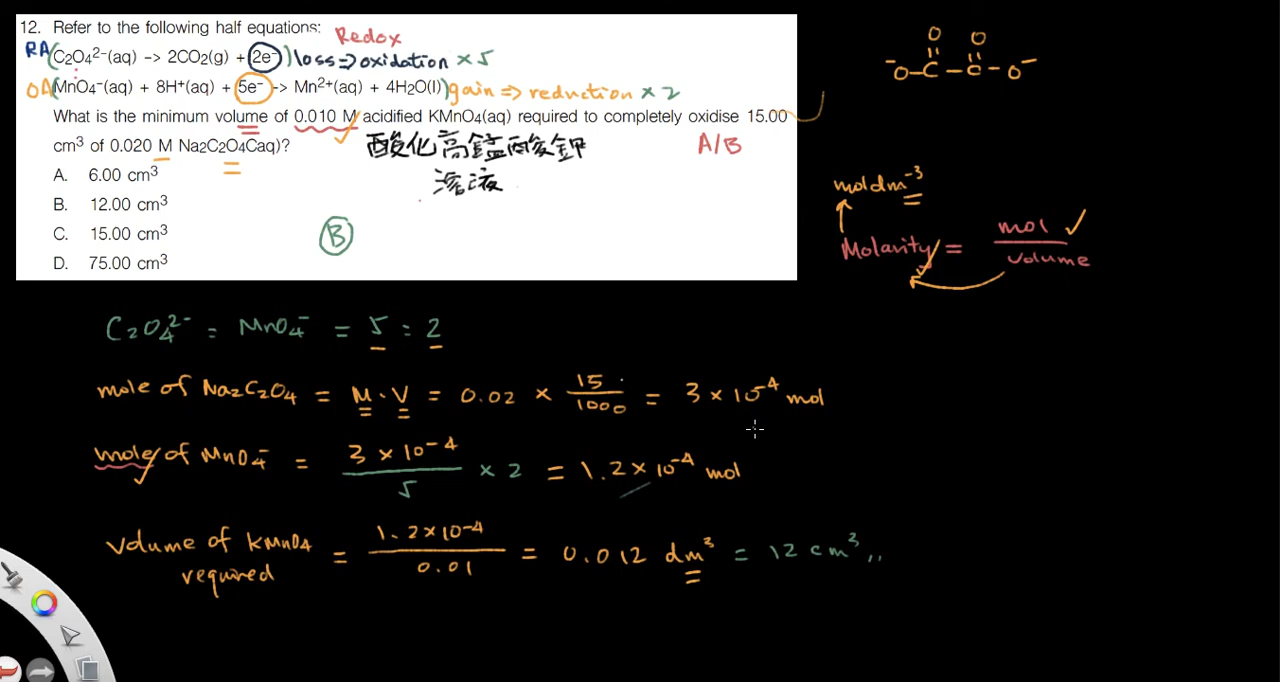 12. Refer to the following half equations: Redox
RA (C2O4²⁻(aq) -> 2CO2(g) + 2e⁻) loss => oxidation × 5
OA (MnO4⁻(aq) + 8H⁺(aq) + 5e⁻ -> Mn²⁺(aq) + 4H2O(l)) gain => reduction × 2
What is the minimum volume of 0.010 M acidified KMnO4(aq) required to completely oxidise 15.00
cm³ of 0.020 M Na2C2O4Caq)? 酸化高錳酸鉀 A/B
溶液
A. 6.00 cm³
B. 12.00 cm³
C. 15.00 cm³
D. 75.00 cm³
B
O O
⁻O-C-C-O⁻
moldm⁻³
Molarity = mol
volume
C2O4²⁻ = MnO4⁻ = 5 : 2
mole of Na2C2O4 = M · V = 0.02 × 15/1000 = 3 × 10⁻⁴ mol
mole of MnO4⁻ = 3 × 10⁻⁴/5 × 2 = 1.2 × 10⁻⁴ mol
volume of KMnO4 required = 1.2×10⁻⁴/0.01 = 0.012 dm³ = 12 cm³